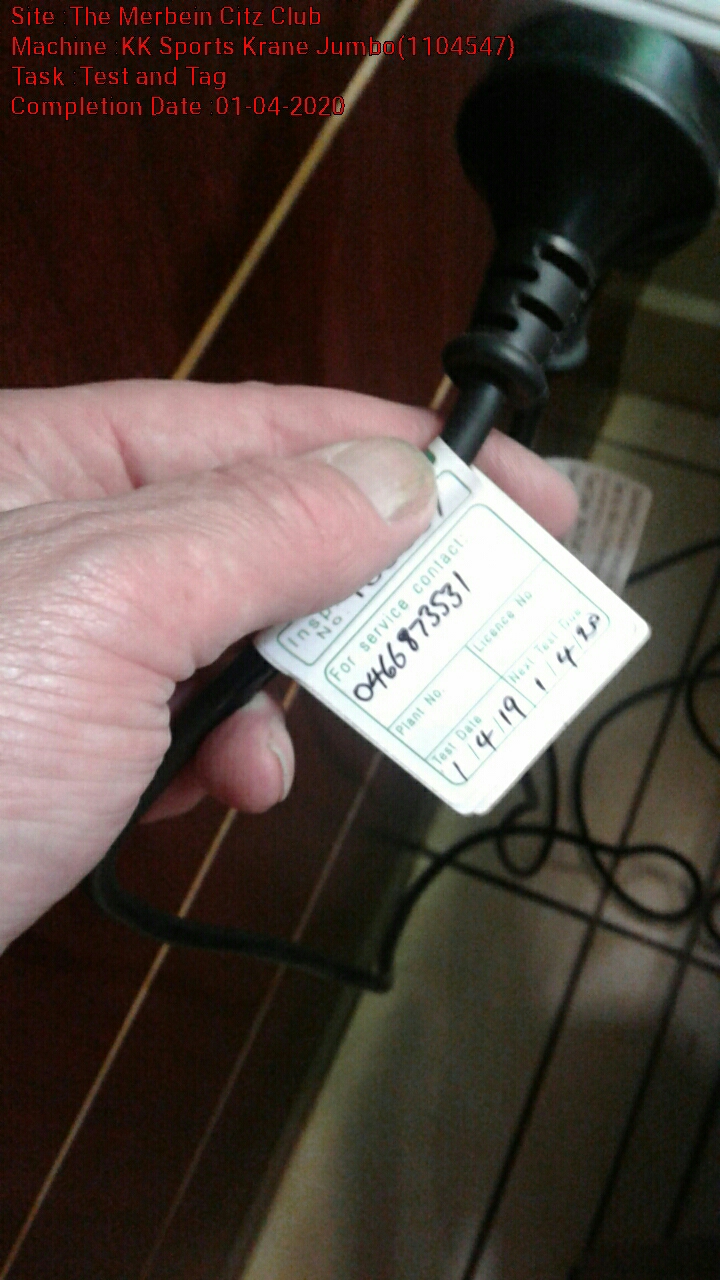 Site :The Merbein Citz Club
Machine :KK Sports Krane Jumbo(1104547)
Task :Test and Tag
Completion Date :01-04-2020
No.
For service contact:
0466873531
Plant No. Licence No
Test Date Next Test Due
1/4/19 1/4/20